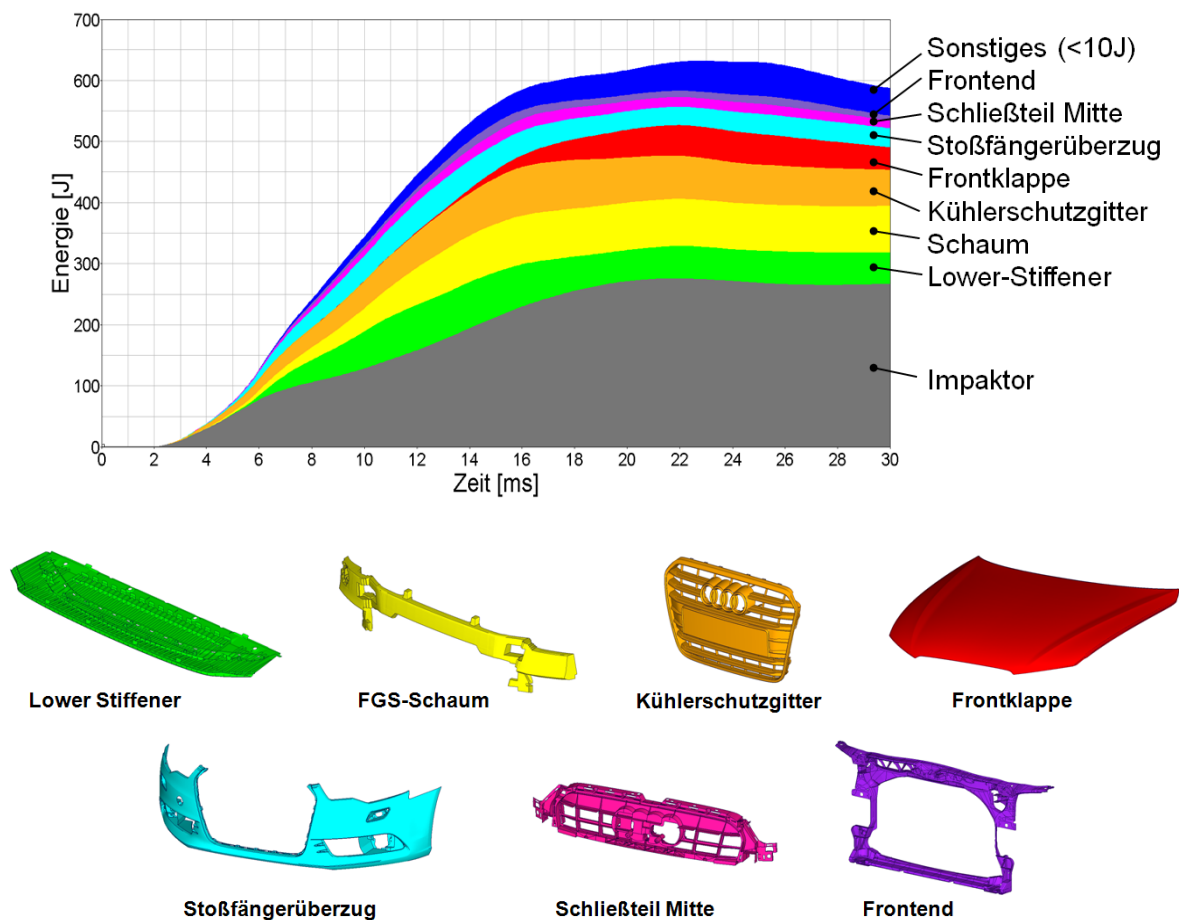 700
600
500
400
300
200
100
0
Energie [J]
0 2 4 6 8 10 12 14 16 18 20 22 24 26 28 30
Zeit [ms]
Sonstiges (<10J)
Frontend
Schließteil Mitte
Stoßfängerüberzug
Frontklappe
Kühlerschutzgitter
Schaum
Lower-Stiffener
Impaktor
Lower Stiffener FGS-Schaum Kühlerschutzgitter Frontklappe
Stoßfängerüberzug Schließteil Mitte Frontend